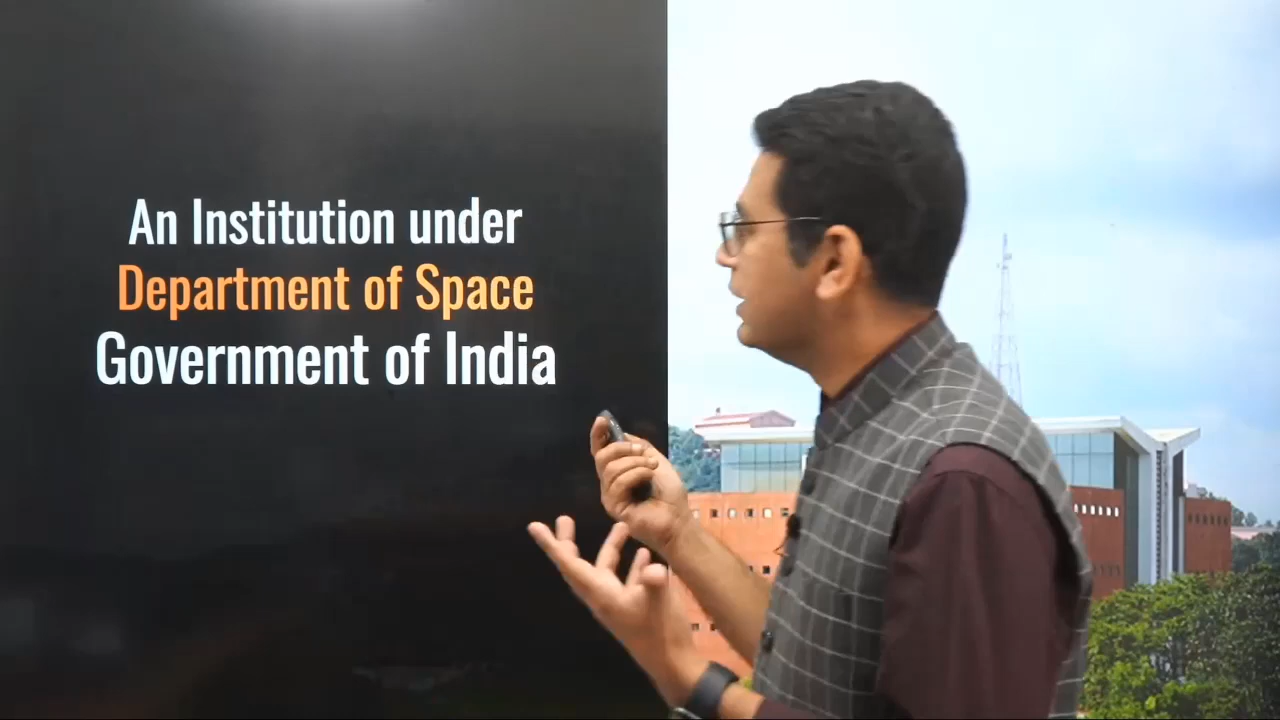 An Institution under
Department of Space
Government of India